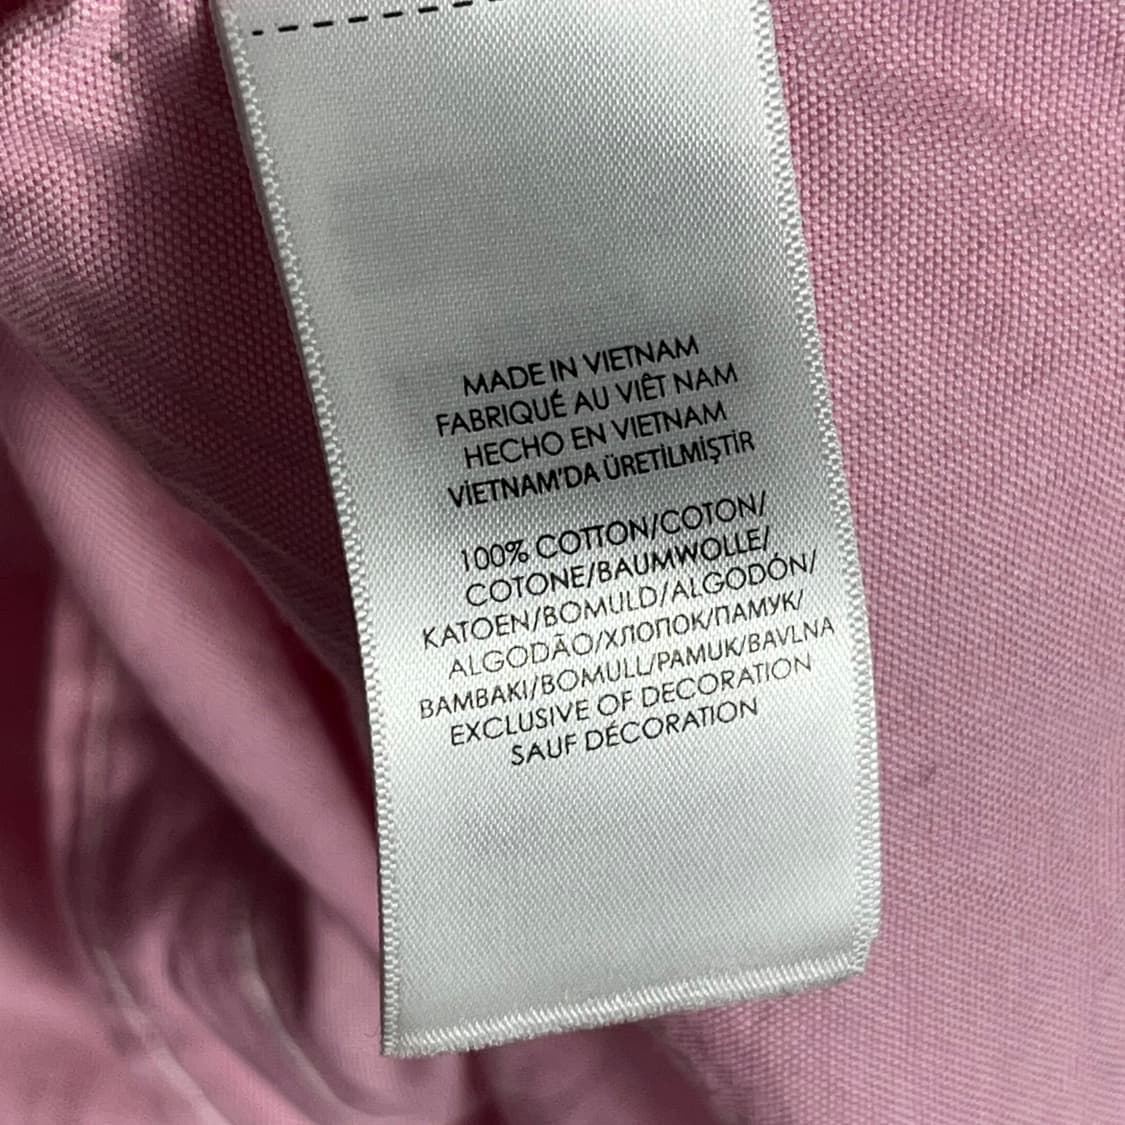 MADE IN VIETNAM
FABRIQUÉ AU VIÊT NAM
HECHO EN VIETNAM
VİETNAM'DA ÜRETİLMİŞTİR
100% COTTON/COTON/
COTONE/BAUMWOLLE/
KATOEN/BOMULD/ALGODÓN/
ALGODÃO/ХЛОПОК/ПАМУК/
BAMBAKI/BOMULL/PAMUK/BAVLNA
EXCLUSIVE OF DECORATION
SAUF DÉCORATION